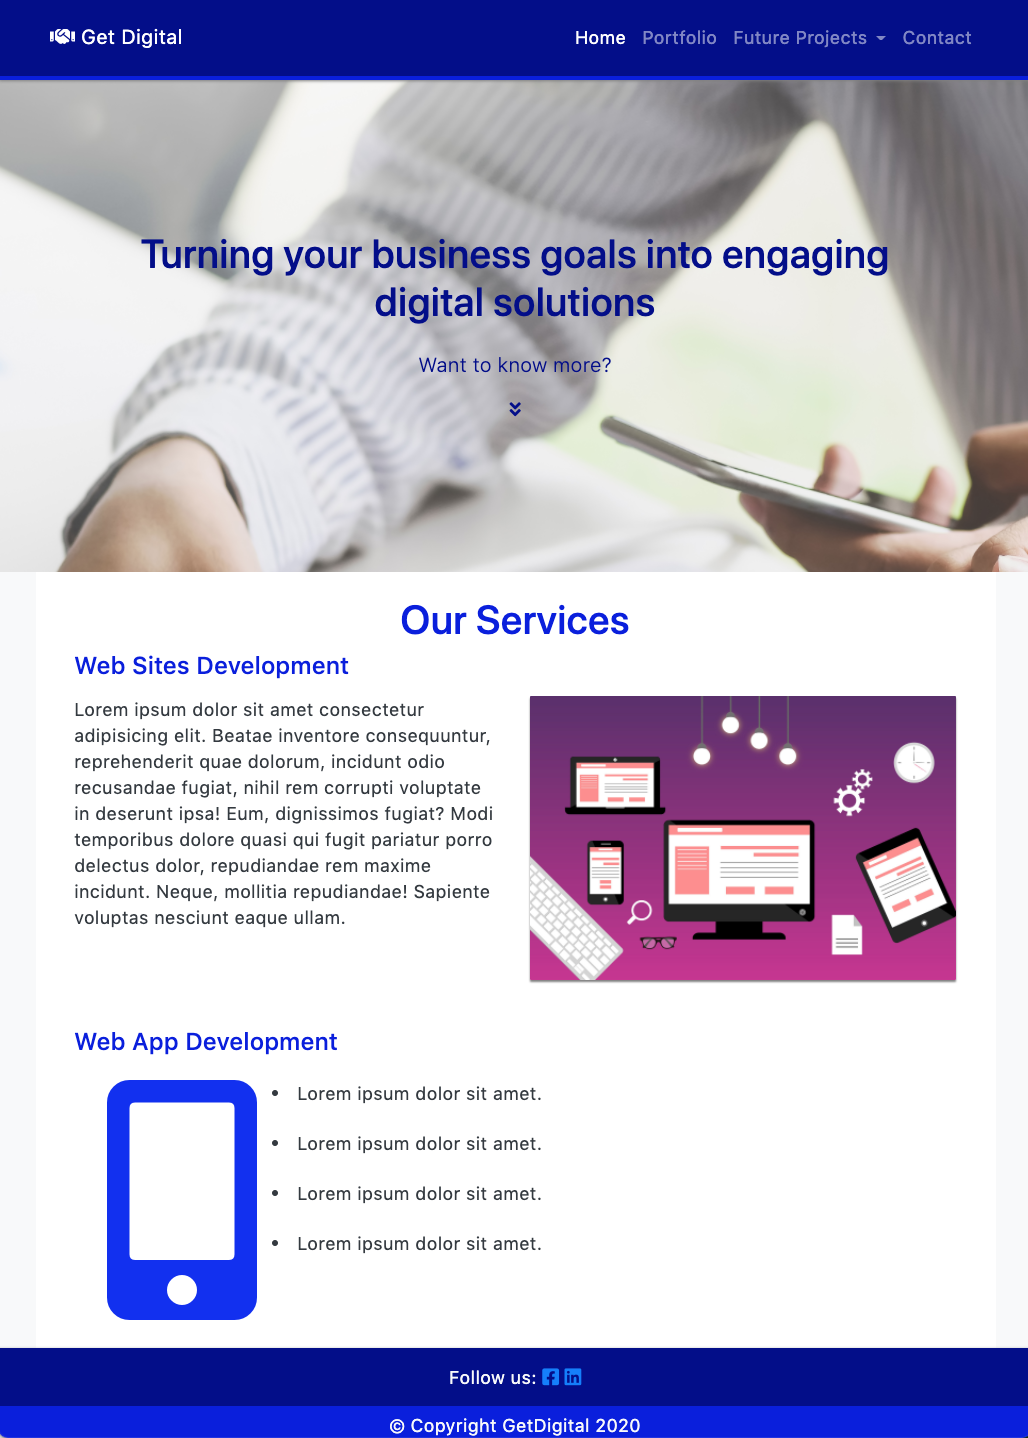 Get Digital
Home Portfolio Future Projects Contact
Turning your business goals into engaging
digital solutions
Want to know more?
Our Services
Web Sites Development
Lorem ipsum dolor sit amet consectetur
adipisicing elit. Beatae inventore consequuntur,
reprehenderit quae dolorum, incidunt odio
recusandae fugiat, nihil rem corrupti voluptate
in deserunt ipsa! Eum, dignissimos fugiat? Modi
temporibus dolore quasi qui fugit pariatur porro
delectus dolor, repudiandae rem maxime
incidunt. Neque, mollitia repudiandae! Sapiente
voluptas nesciunt eaque ullam.
Web App Development
• Lorem ipsum dolor sit amet.
• Lorem ipsum dolor sit amet.
• Lorem ipsum dolor sit amet.
• Lorem ipsum dolor sit amet.
Follow us:
© Copyright GetDigital 2020